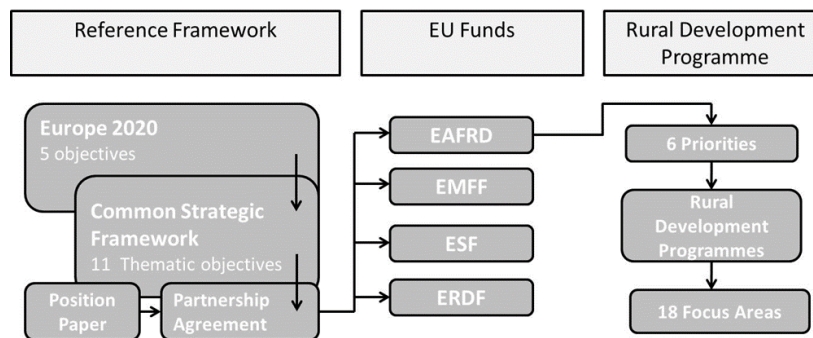 Reference Framework
EU Funds
Rural Development
Programme
Europe 2020
5 objectives
Common Strategic
Framework
11 Thematic objectives
Position
Paper
Partnership
Agreement
EAFRD
EMFF
ESF
ERDF
6 Priorities
Rural
Development
Programmes
18 Focus Areas